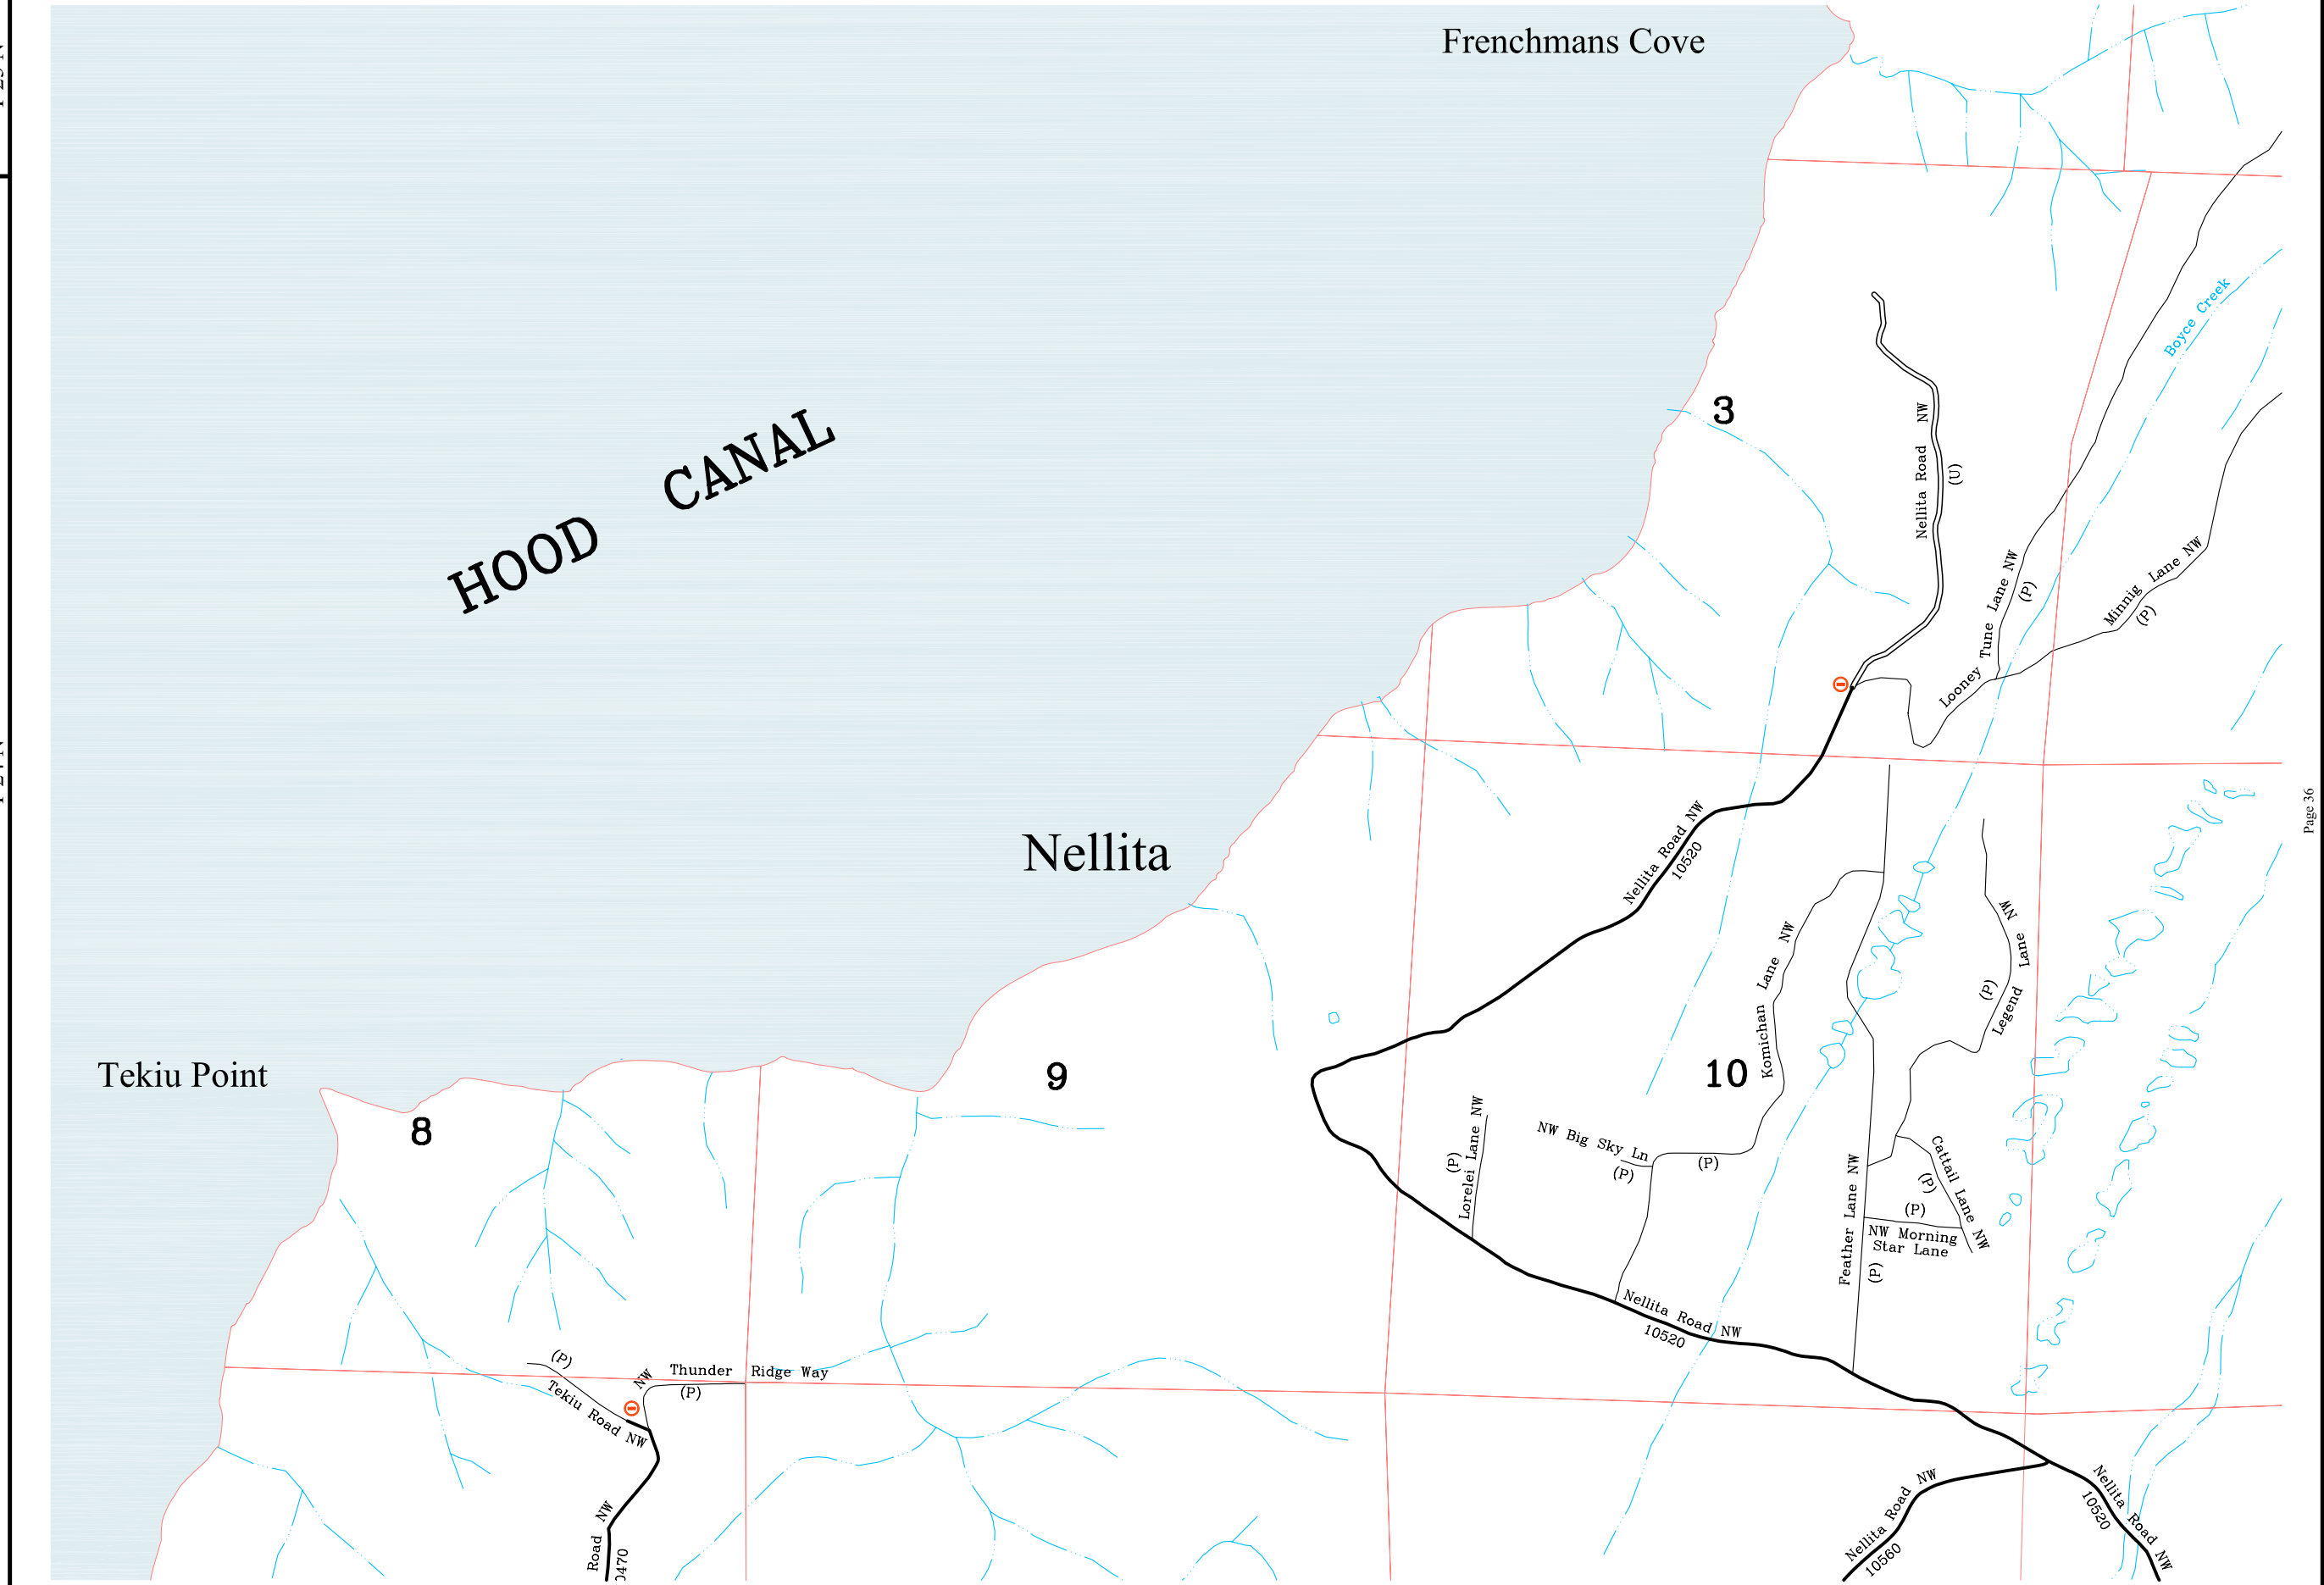 Frenchmans Cove
Boyce Creek
3
Nellita Road NW
(U)
HOOD CANAL
Looney Tune Lane NW
(P)
Minnig Lane NW
(P)
Page 36
Nellita
Nellita Road NW
10520
Komichan Lane NW
(P)
Legend Lane NW
(P)
Tekiu Point
8
9
10
Lorelei Lane NW
(P)
NW Big Sky Ln
(P)
Cattail Lane NW
(P)
Feather Lane NW
(P)
(P)
NW Morning
Star Lane
Nellita Road NW
10520
Thunder Ridge Way NW
(P)
(P)
Tekiu Road NW
Road NW
Nellita Road NW
10560
Nellita Road NW
10520